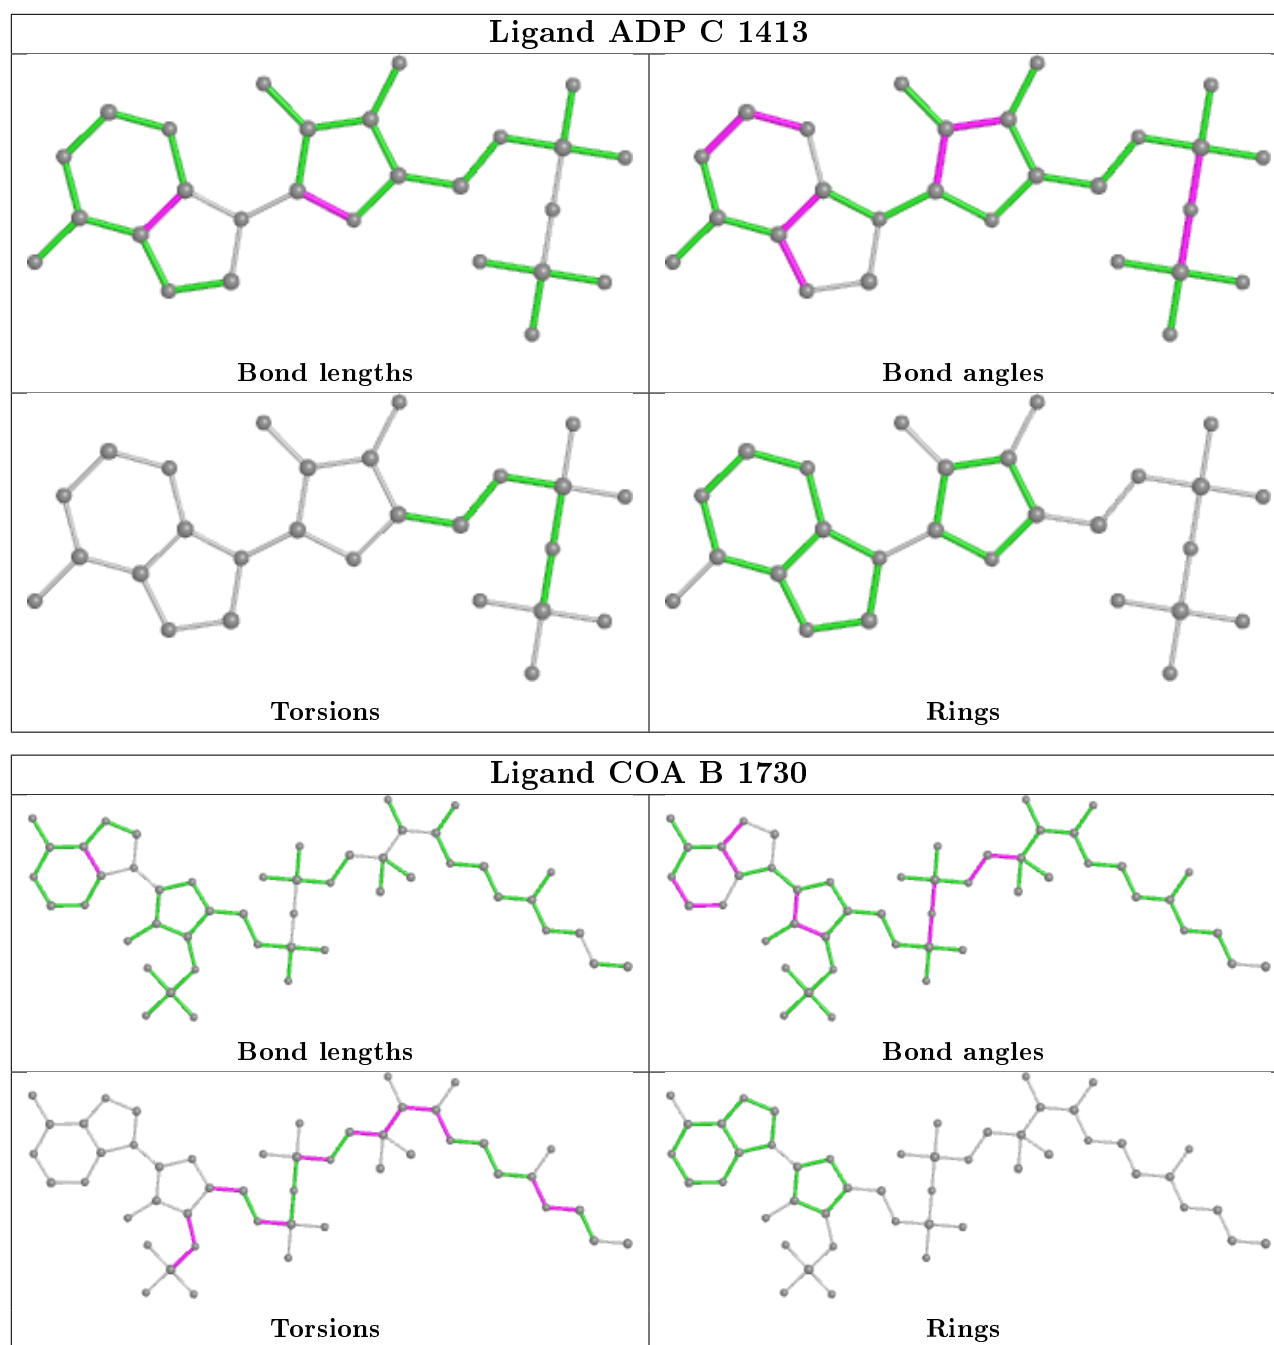 Ligand ADP C 1413
Bond lengths
Bond angles
Torsions
Rings
Ligand COA B 1730
Bond lengths
Bond angles
Torsions
Rings